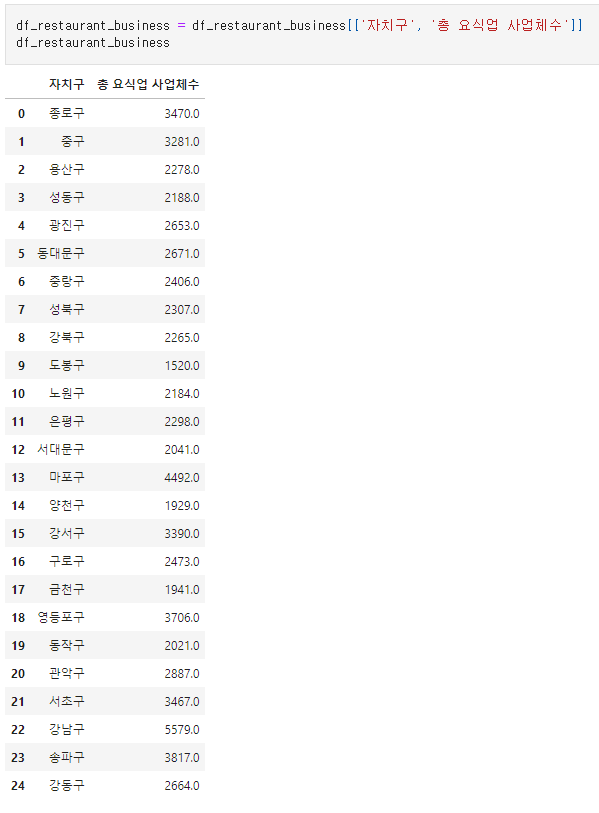 df_restaurant_business = df_restaurant_business[['자치구', '총 요식업 사업체수']]
df_restaurant_business
자치구 총 요식업 사업체수
0 종로구 3470.0
1 중구 3281.0
2 용산구 2278.0
3 성동구 2188.0
4 광진구 2653.0
5 동대문구 2671.0
6 중랑구 2406.0
7 성북구 2307.0
8 강북구 2265.0
9 도봉구 1520.0
10 노원구 2184.0
11 은평구 2298.0
12 서대문구 2041.0
13 마포구 4492.0
14 양천구 1929.0
15 강서구 3390.0
16 구로구 2473.0
17 금천구 1941.0
18 영등포구 3706.0
19 동작구 2021.0
20 관악구 2887.0
21 서초구 3467.0
22 강남구 5579.0
23 송파구 3817.0
24 강동구 2664.0